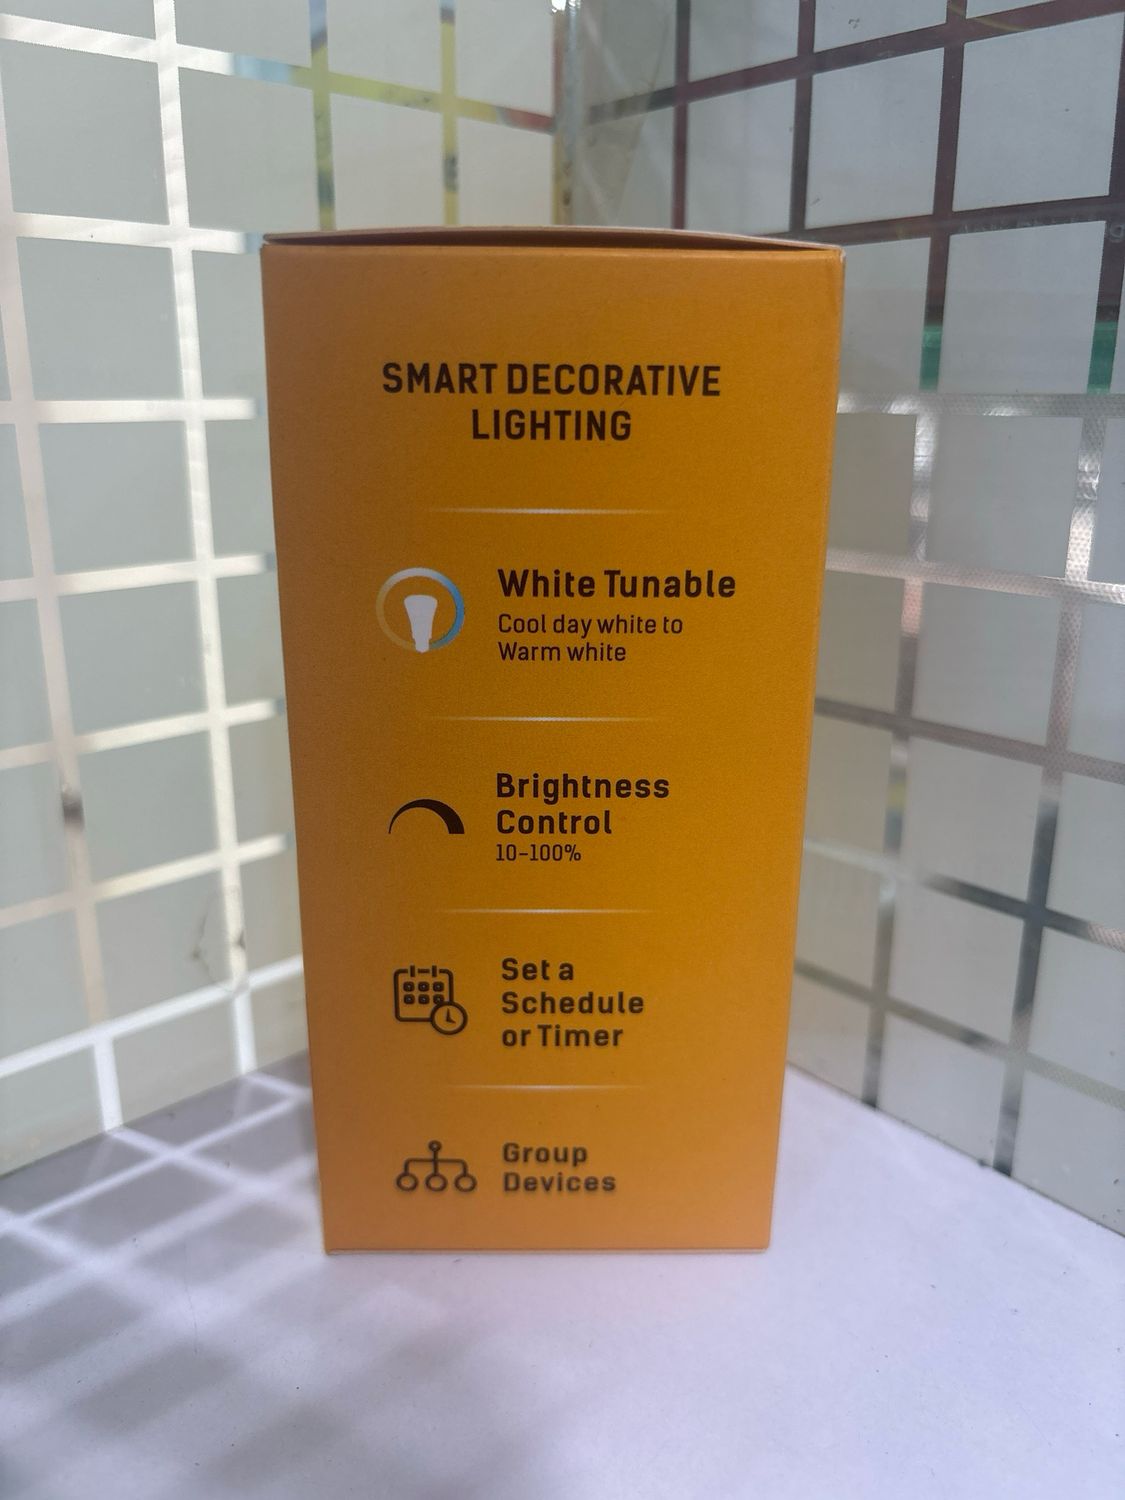 SMART DECORATIVE
LIGHTING
White Tunable
Cool day white to
Warm white
Brightness
Control
10-100%
Set a
Schedule
or Timer
Group
Devices